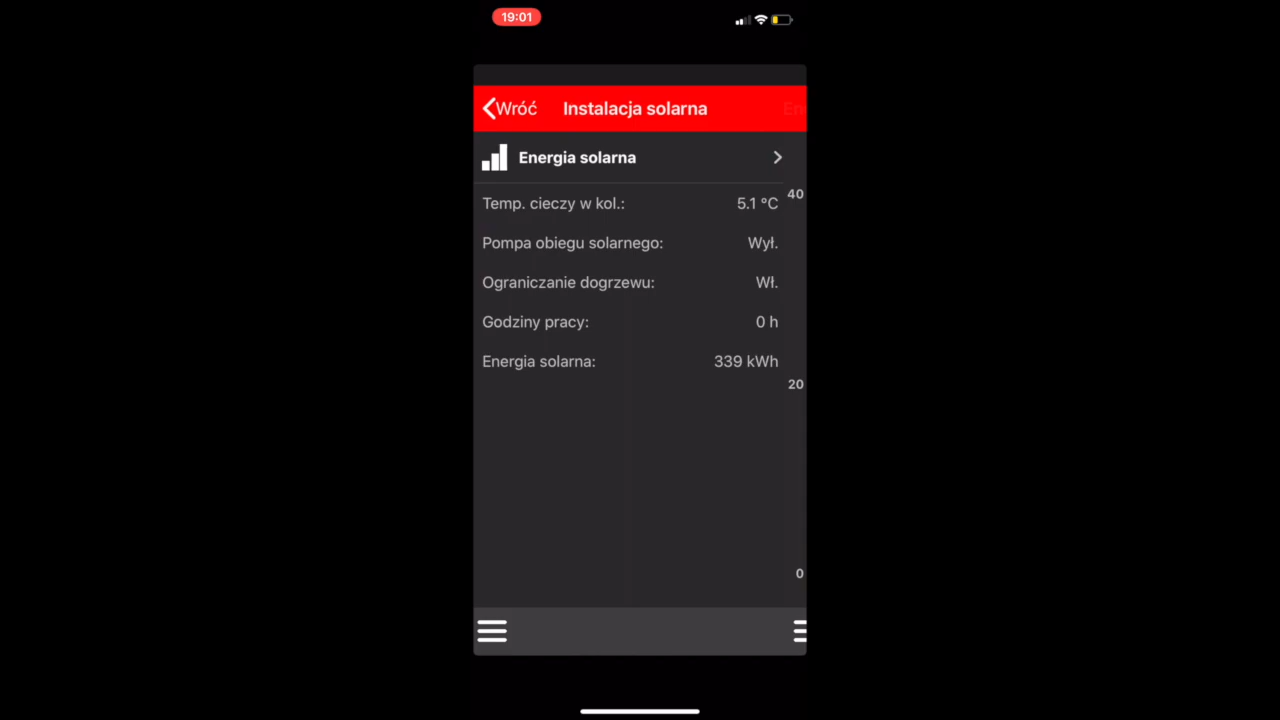 19:01
Wróć Instalacja solarna En
Energia solarna
Temp. cieczy w kol.: 5.1 °C
40
Pompa obiegu solarnego: Wył.
Ograniczanie dogrzewu: Wł.
Godziny pracy: 0 h
Energia solarna: 339 kWh
20
0